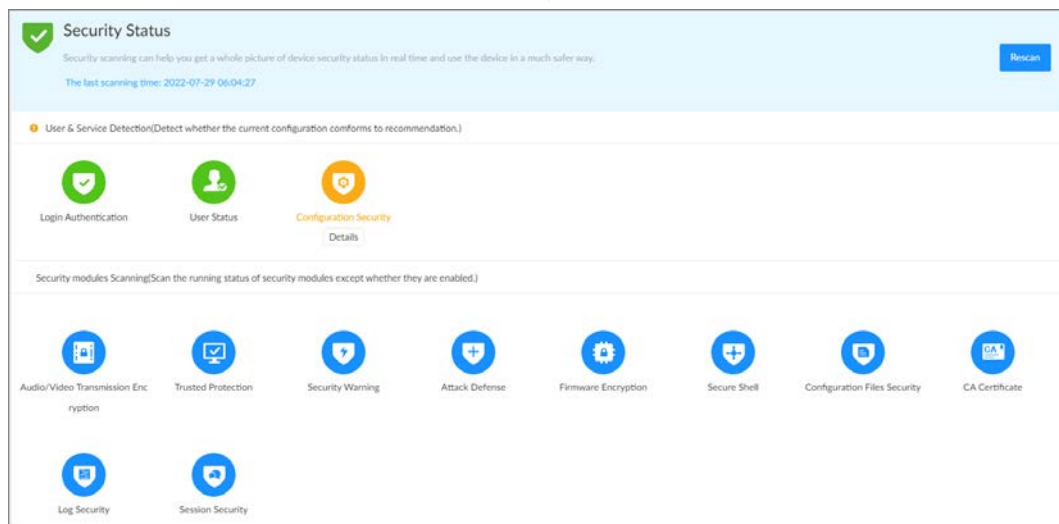 Security Status
Security scanning can help you get a whole picture of device security status in real time and use the device in a much safer way.
Rescan
The last scanning time: 2022-07-29 06:04:27
User & Service Detection(Detect whether the current configuration comforms to recommendation.)
Login Authentication
User Status
Configuration Security
Details
Security modules Scanning(Scan the running status of security modules except whether they are enabled.)
CA
Audio/Video Transmission Enc
ryption
Trusted Protection
Security Warning
Attack Defense
Firmware Encryption
Secure Shell
Configuration Files Security
CA Certificate
Log Security
Session Security